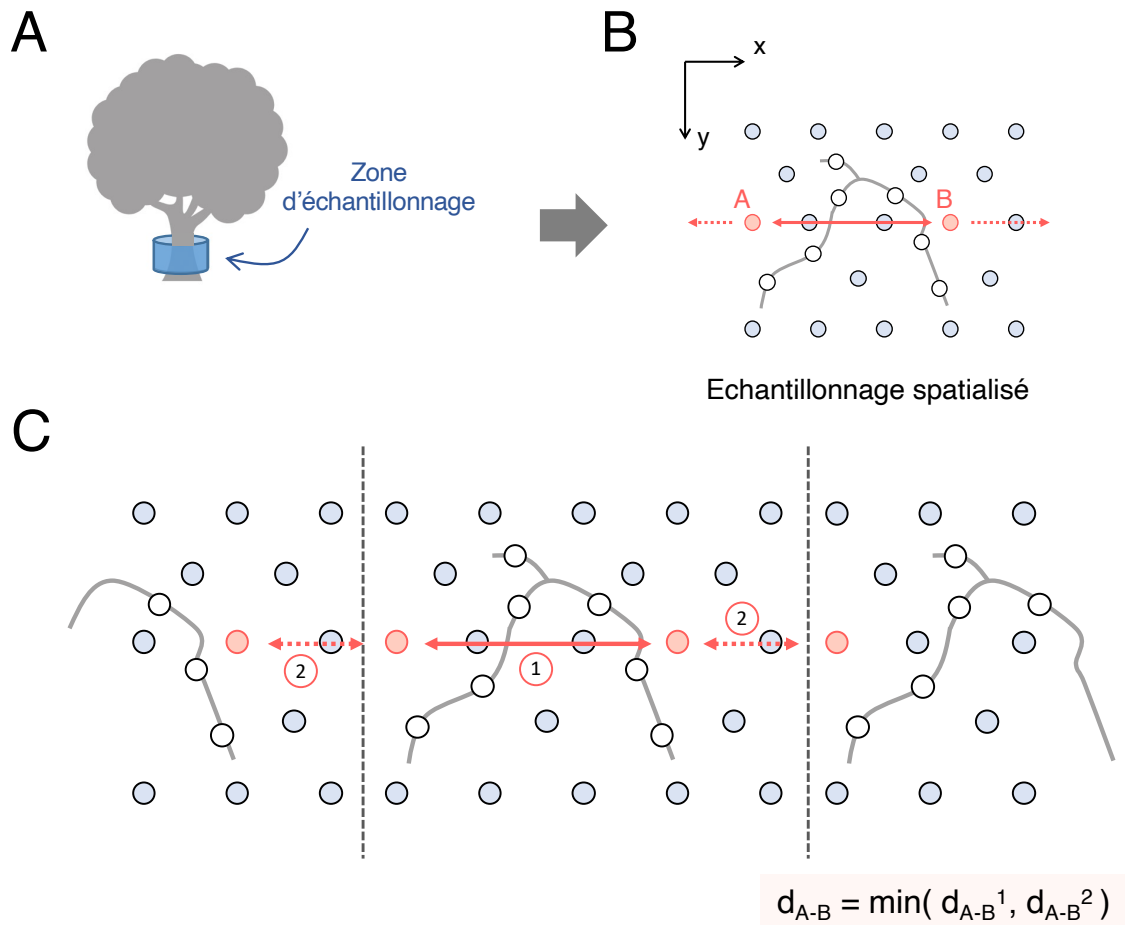 A
Zone
d’échantillonnage
B
x
y
A
B
Echantillonnage spatialisé
C
2
1
2
d_A-B = min( d_A-B^1, d_A-B^2 )